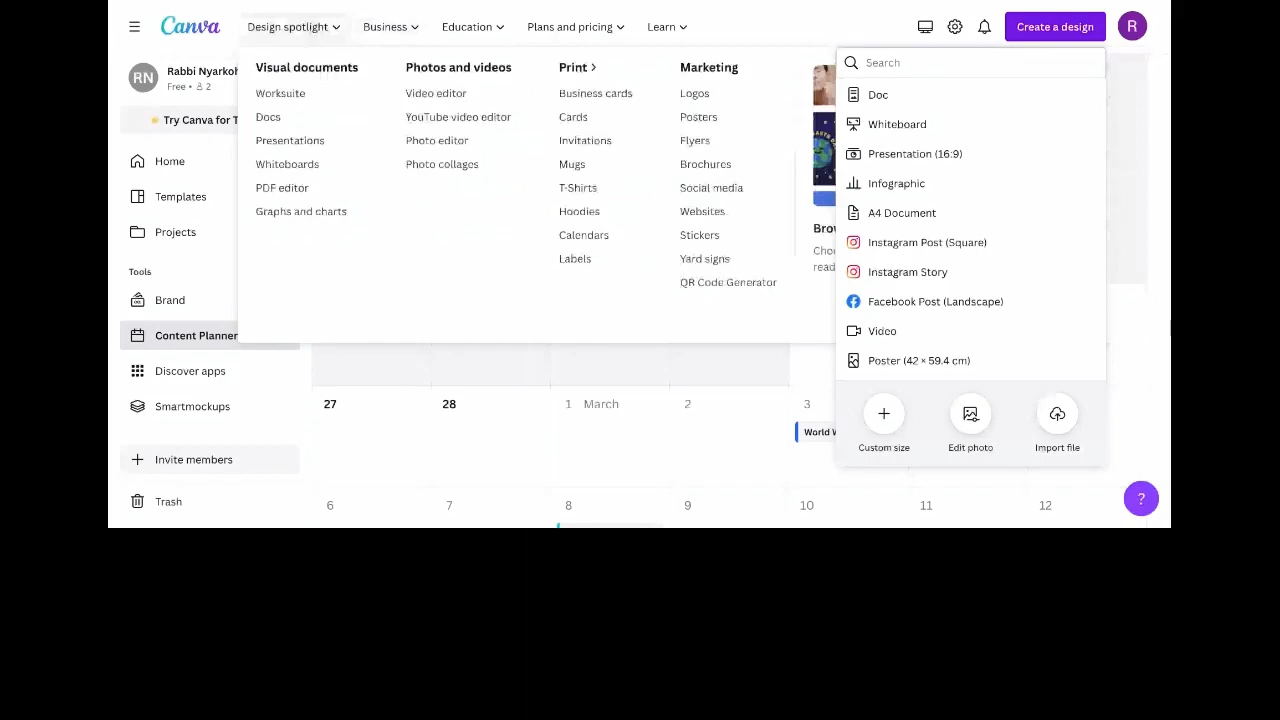 Canva
Design spotlight
Business
Education
Plans and pricing
Learn
Create a design
R
RN
Rabbi Nyarkoh
Free • 2
Try Canva for T
Home
Templates
Projects
Tools
Brand
Content Planner
Discover apps
Smartmockups
Invite members
Trash
Visual documents
Worksuite
Docs
Presentations
Whiteboards
PDF editor
Graphs and charts
Photos and videos
Video editor
YouTube video editor
Photo editor
Photo collages
Print
Business cards
Cards
Invitations
Mugs
T-Shirts
Hoodies
Calendars
Labels
Marketing
Logos
Posters
Flyers
Brochures
Social media
Websites
Stickers
Yard signs
QR Code Generator
Search
Doc
Whiteboard
Presentation (16:9)
Infographic
A4 Document
Instagram Post (Square)
Instagram Story
Facebook Post (Landscape)
Video
Poster (42 × 59.4 cm)
Custom size
Edit photo
Import file
27
28
1 March
2
3
World W
6
7
8
9
10
11
12
?